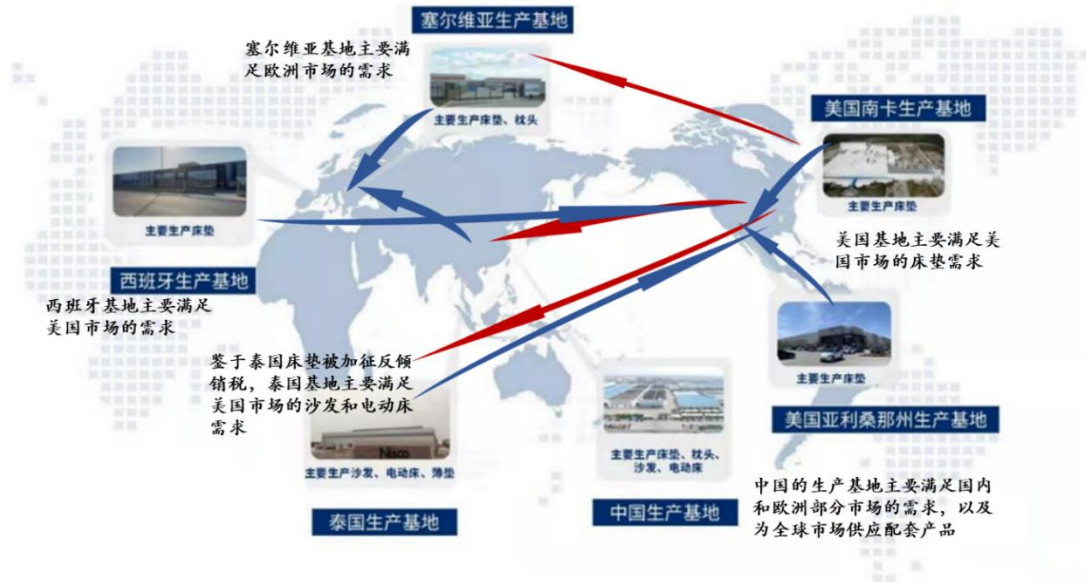 塞尔维亚生产基地
塞尔维亚基地主要满
足欧洲市场的需求
主要生产床垫、枕头
美国南卡生产基地
主要生产床垫
美国基地主要满足美
国市场的床垫需求
主要生产床垫
西班牙生产基地
西班牙基地主要满足
美国市场的需求
主要生产床垫
美国亚利桑那州生产基地
鉴于泰国床垫被加征反倾
销税，泰国基地主要满足
美国市场的沙发和电动床
需求
Nisco
主要生产沙发、电动床、薄垫
泰国生产基地
主要生产床垫、枕头、
沙发、电动床
中国生产基地
中国的生产基地主要满足国内
和欧洲部分市场的需求，以及
为全球市场供应配套产品